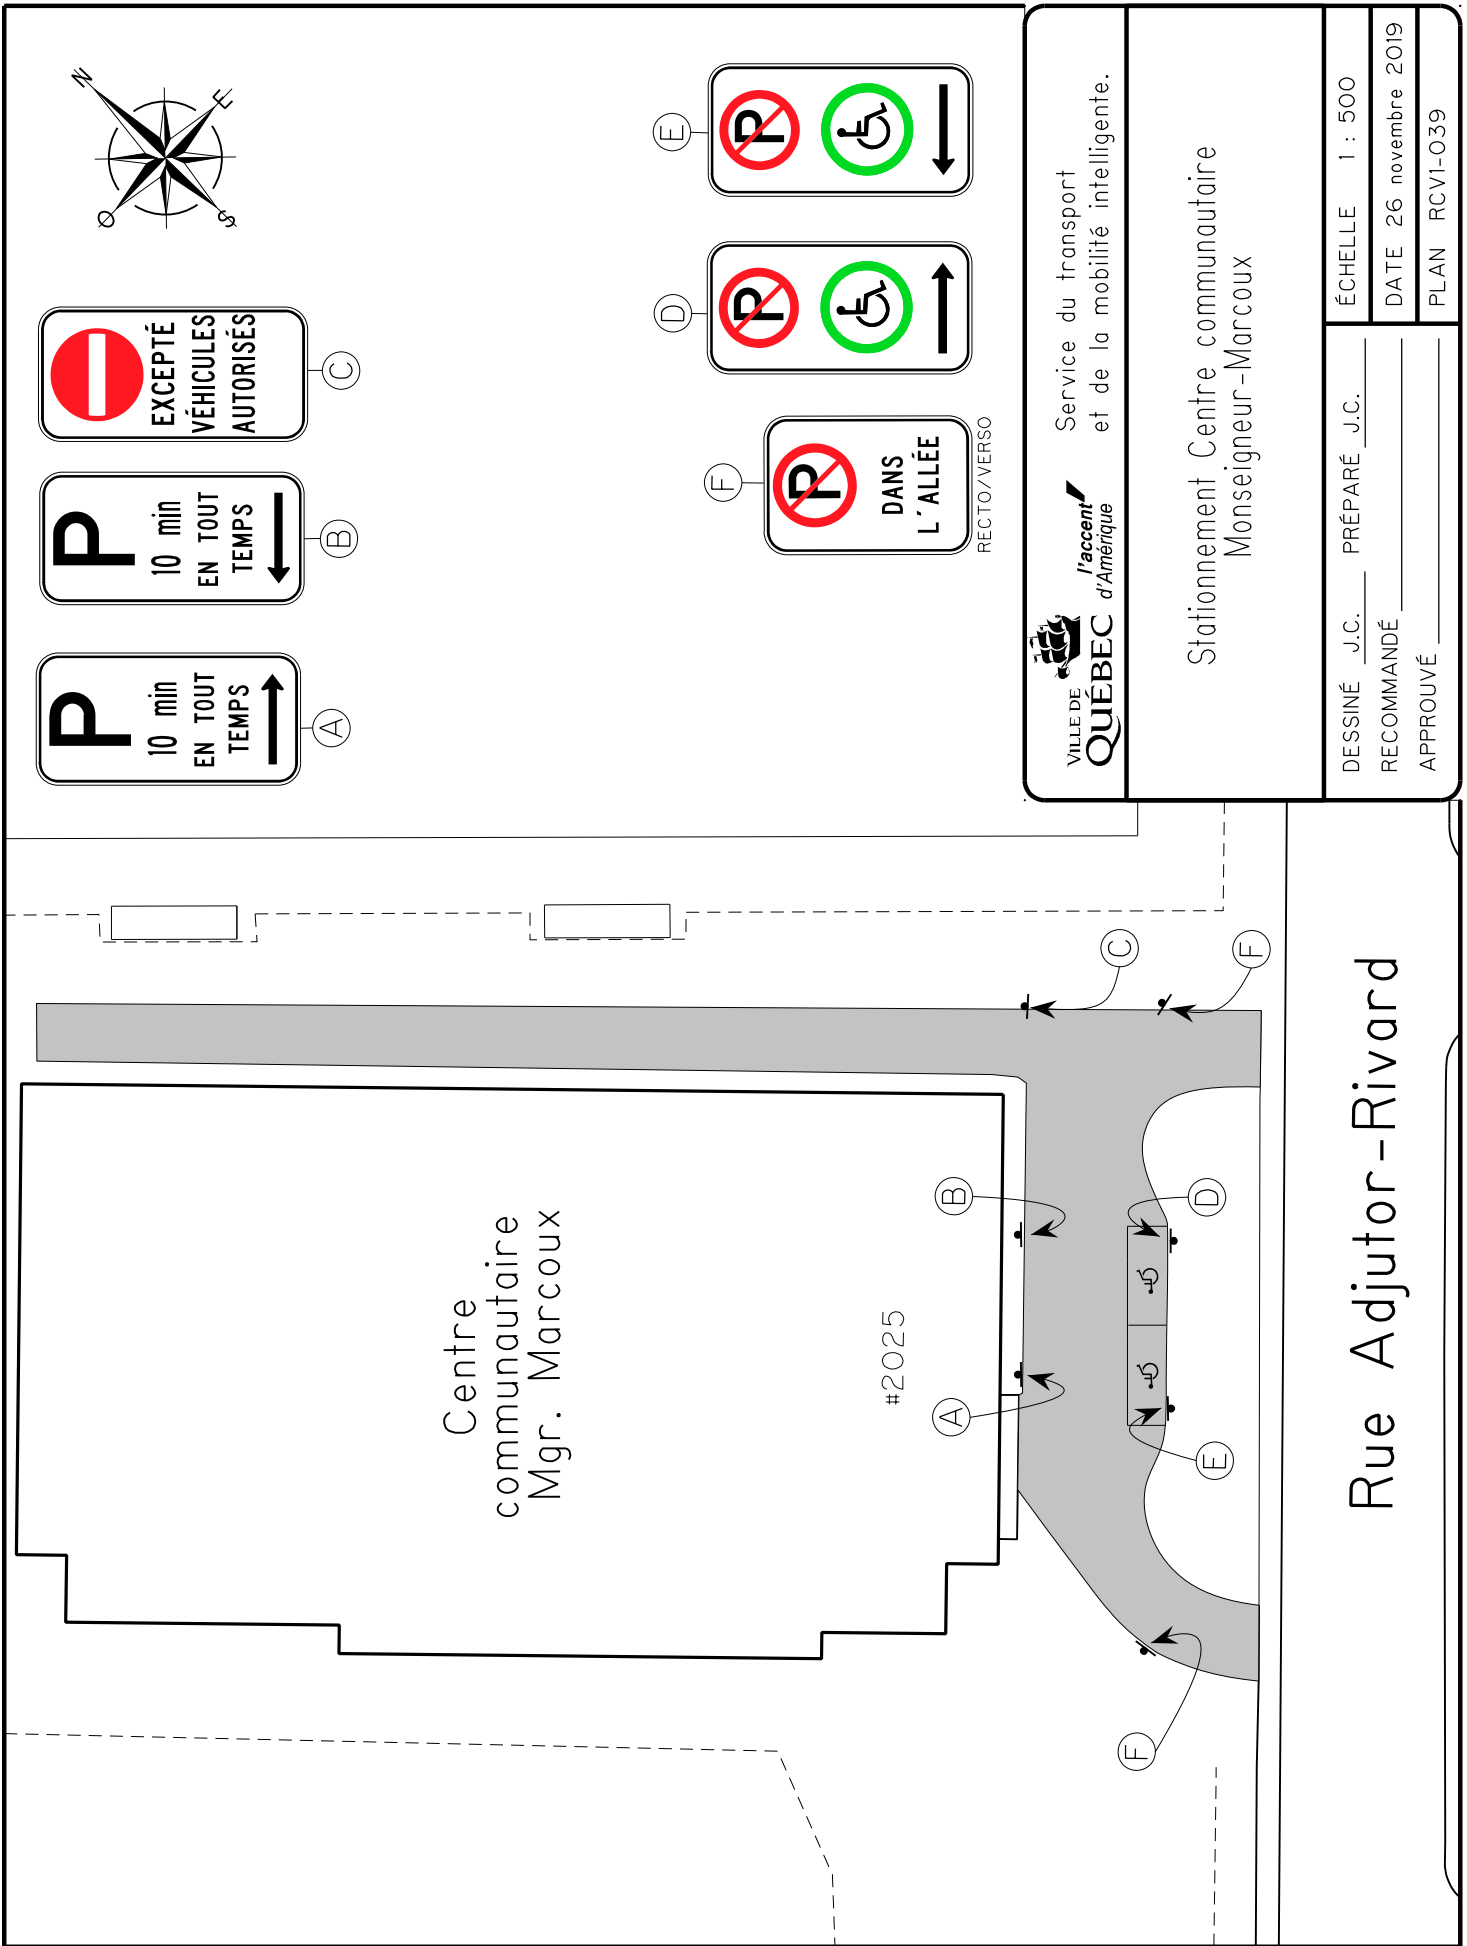 N
E
S
O
P
10 min
EN TOUT
TEMPS
A
P
10 min
EN TOUT
TEMPS
B
EXCEPTÉ
VÉHICULES
AUTORISÉS
C
F
P
DANS
L'ALLÉE
RECTO/VERSO
D
P
E
P
Centre
communautaire
Mgr. Marcoux
#2025
A
B
C
F
D
E
F
Rue Adjutor-Rivard
VILLE DE
QUÉBEC
l'accent
d'Amérique
Service du transport
et de la mobilité intelligente.
Stationnement Centre communautaire
Monseigneur-Marcoux
DESSINÉ J.C. PRÉPARÉ J.C.
RECOMMANDÉ
APPROUVÉ
ÉCHELLE 1 : 500
DATE 26 novembre 2019
PLAN RCV1-039